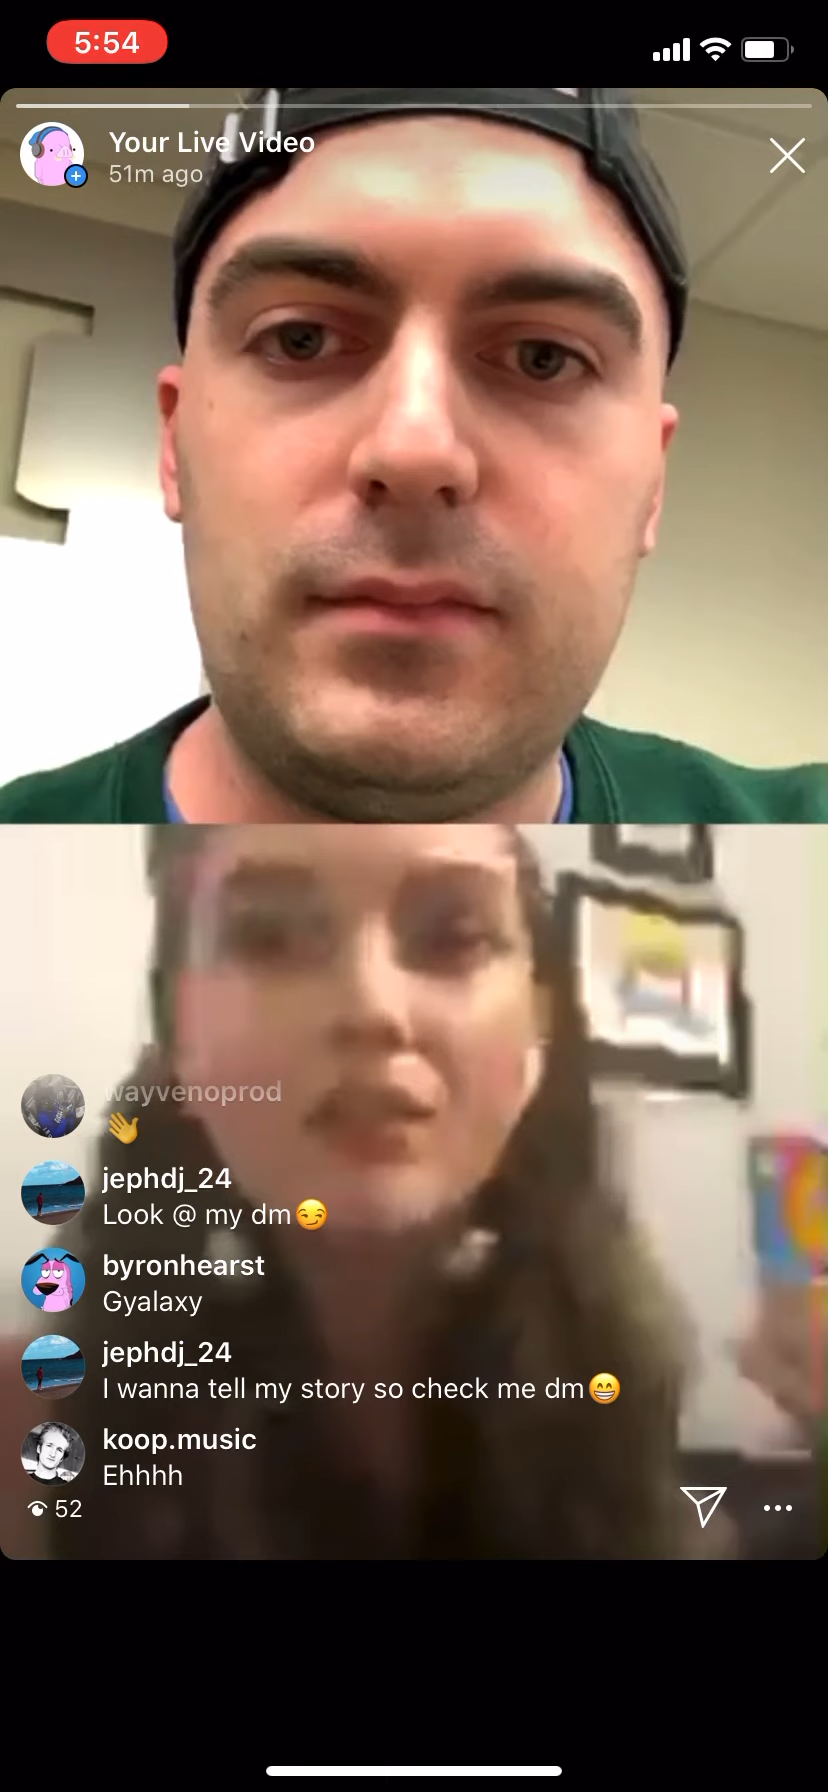 5:54
Your Live Video
51m ago
wayvenoprod
👋
jephdj_24
Look @ my dm😏
byronhearst
Gyalaxy
jephdj_24
I wanna tell my story so check me dm😁
koop.music
Ehhhh
52